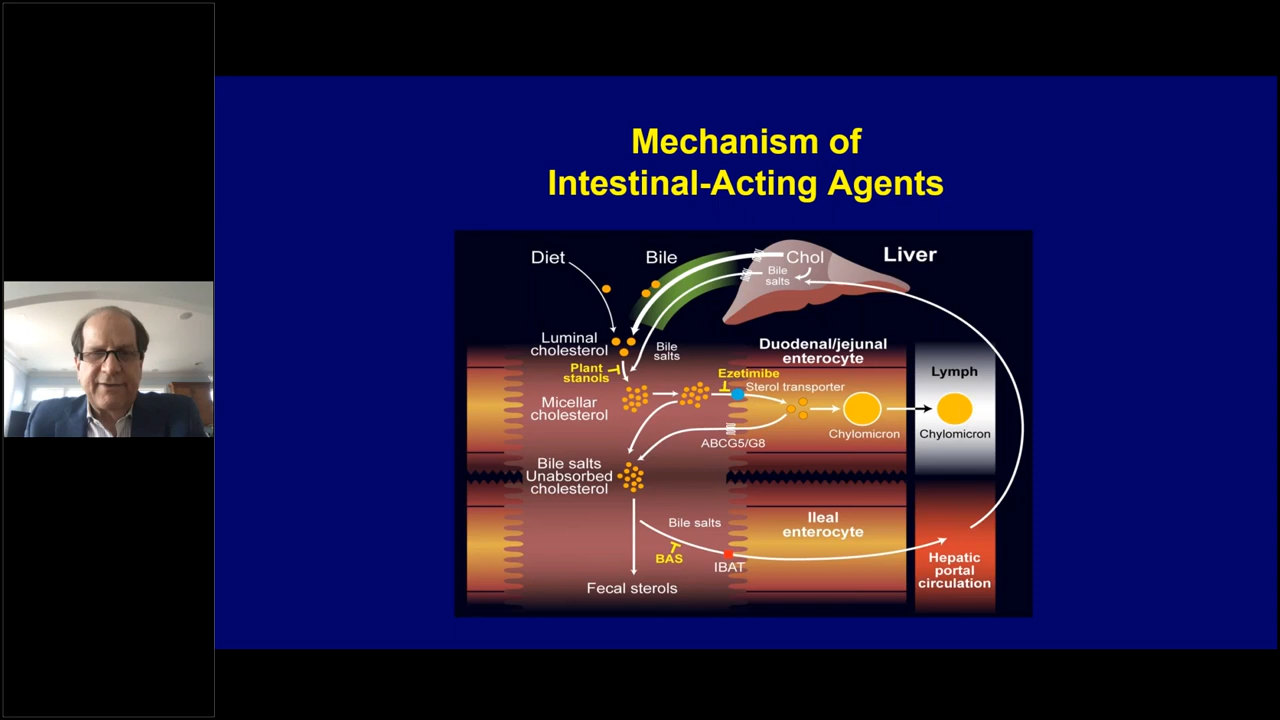 Mechanism of
Intestinal-Acting Agents
Diet
Bile
Chol
Liver
Bile
salts
Luminal
cholesterol
Bile
salts
Duodenal/jejunal
enterocyte
Plant
stanols
Ezetimibe
Sterol transporter
Lymph
Micellar
cholesterol
Chylomicron
Chylomicron
ABCG5/G8
Bile salts
Unabsorbed
cholesterol
Bile salts
Ileal
enterocyte
BAS
IBAT
Hepatic
portal
circulation
Fecal sterols